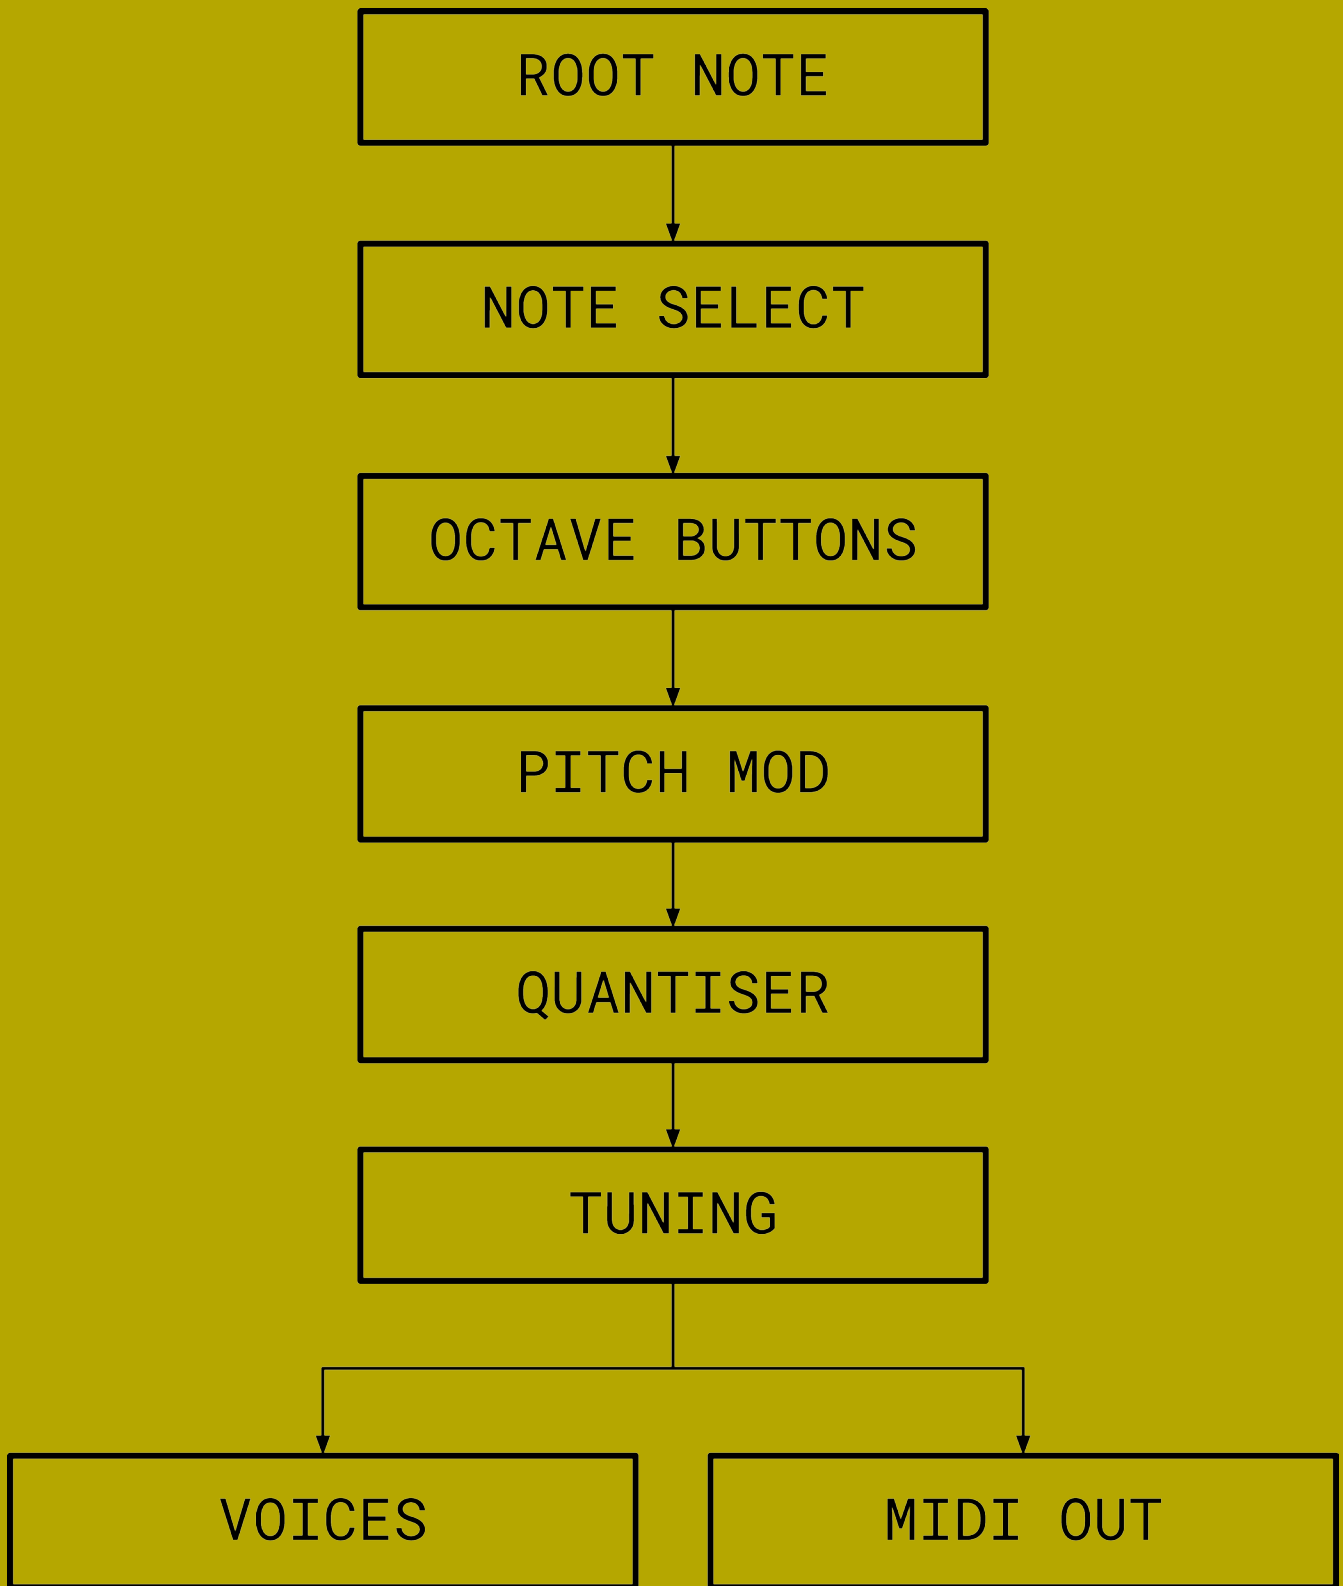 ROOT NOTE
NOTE SELECT
OCTAVE BUTTONS
PITCH MOD
QUANTISER
TUNING
VOICES
MIDI OUT